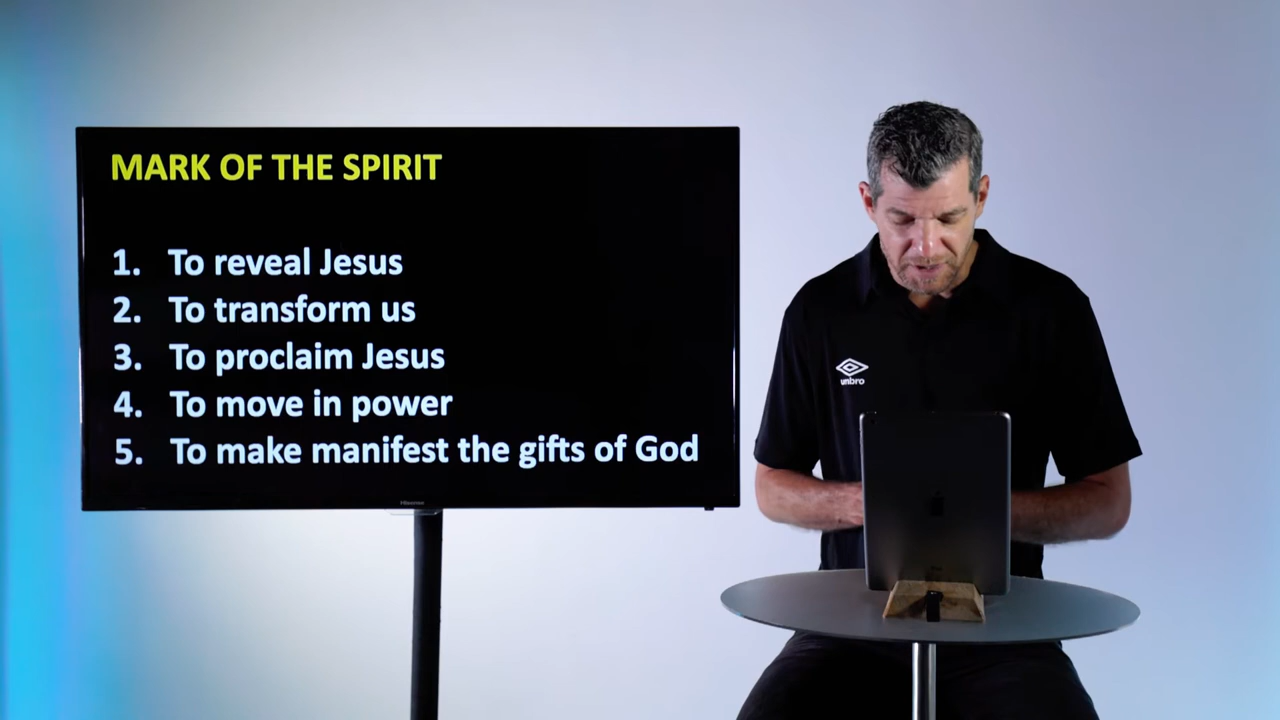 MARK OF THE SPIRIT
1. To reveal Jesus
2. To transform us
3. To proclaim Jesus
4. To move in power
5. To make manifest the gifts of God
Hisense
umbro